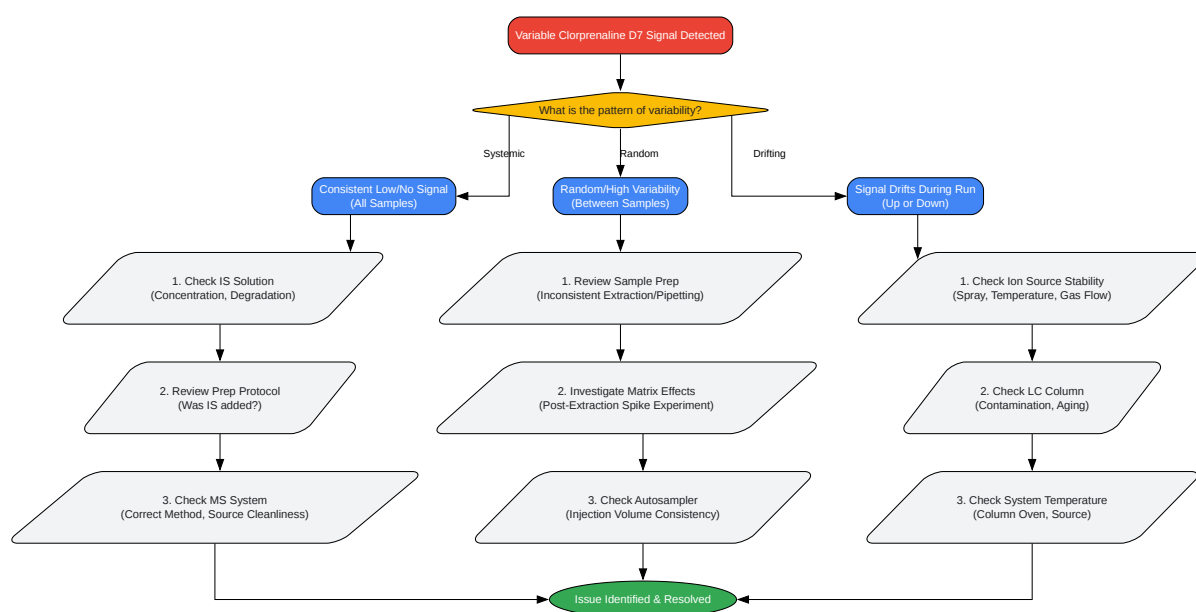 Variable Clorprenaline D7 Signal Detected
What is the pattern of variability?
Systemic
Random
Drifting
Consistent Low/No Signal
(All Samples)
Random/High Variability
(Between Samples)
Signal Drifts During Run
(Up or Down)
1. Check IS Solution
(Concentration, Degradation)
1. Review Sample Prep
(Inconsistent Extraction/Pipetting)
1. Check Ion Source Stability
(Spray, Temperature, Gas Flow)
2. Review Prep Protocol
(Was IS added?)
2. Investigate Matrix Effects
(Post-Extraction Spike Experiment)
2. Check LC Column
(Contamination, Aging)
3. Check MS System
(Correct Method, Source Cleanliness)
3. Check Autosampler
(Injection Volume Consistency)
3. Check System Temperature
(Column Oven, Source)
Issue Identified & Resolved